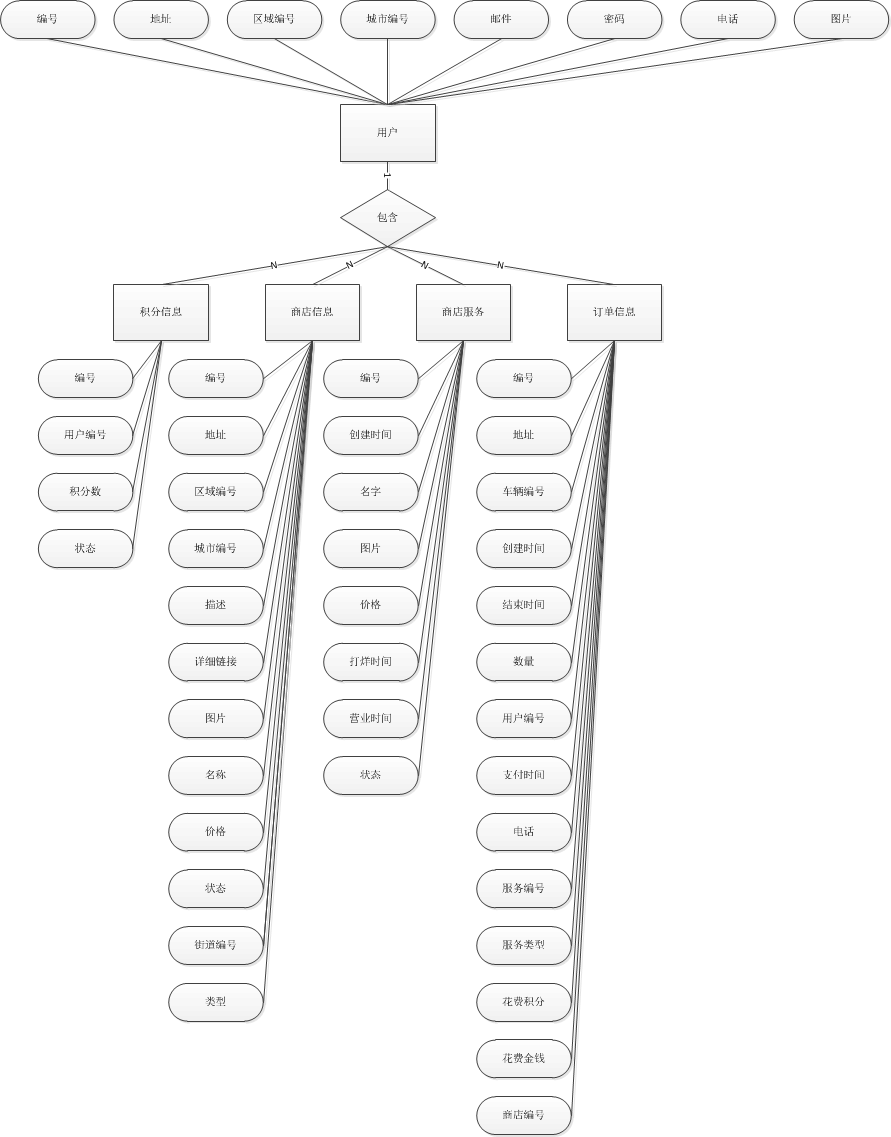 编号
地址
区域编号
城市编号
邮件
密码
电话
图片
用户
1
包含
N
N
N
N
积分信息
商店信息
商店服务
订单信息
编号
用户编号
积分数
状态
编号
地址
区域编号
城市编号
描述
详细链接
图片
名称
价格
状态
街道编号
类型
编号
创建时间
名字
图片
价格
打烊时间
营业时间
状态
编号
地址
车辆编号
创建时间
结束时间
数量
用户编号
支付时间
电话
服务编号
服务类型
花费积分
花费金钱
商店编号